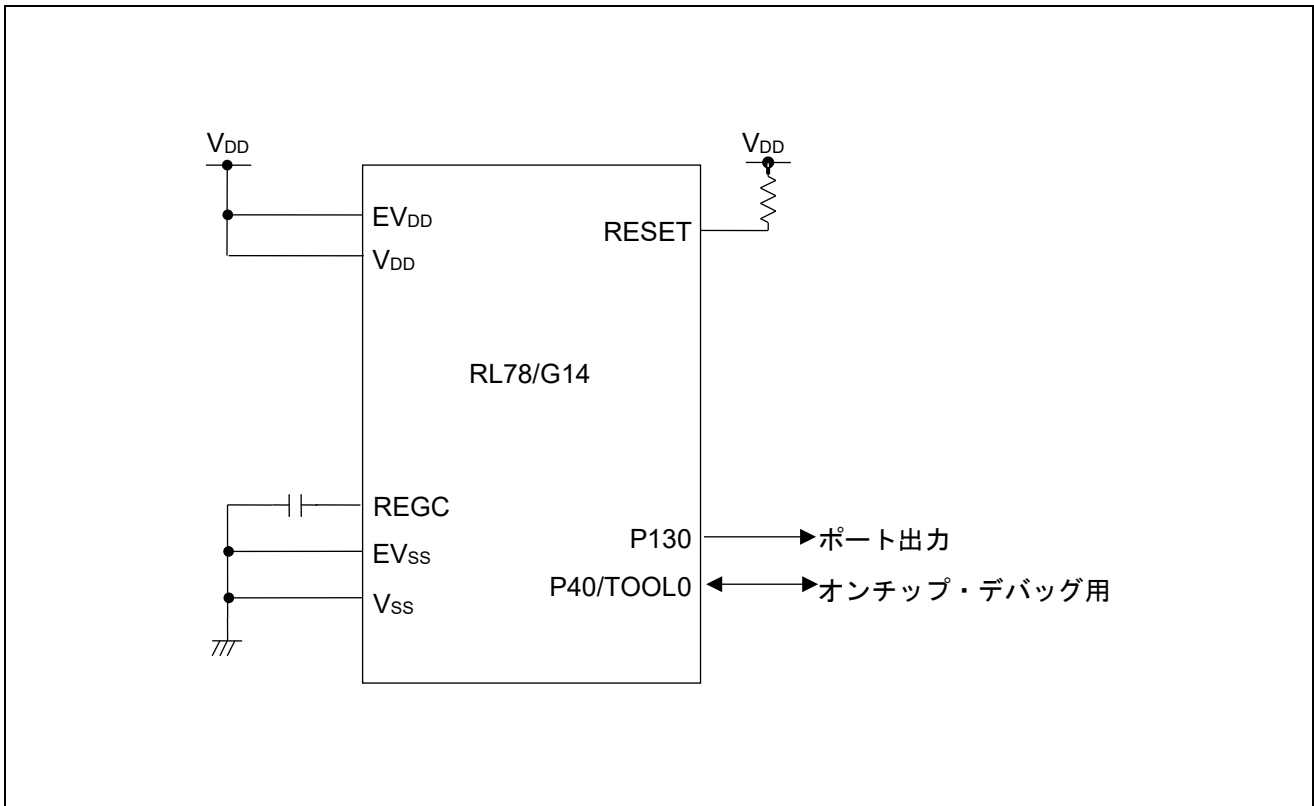 VDD
EVDD
VDD
RL78/G14
REGC
EVSS
VSS
VDD
RESET
P130
ポート出力
P40/TOOL0
オンチップ・デバッグ用